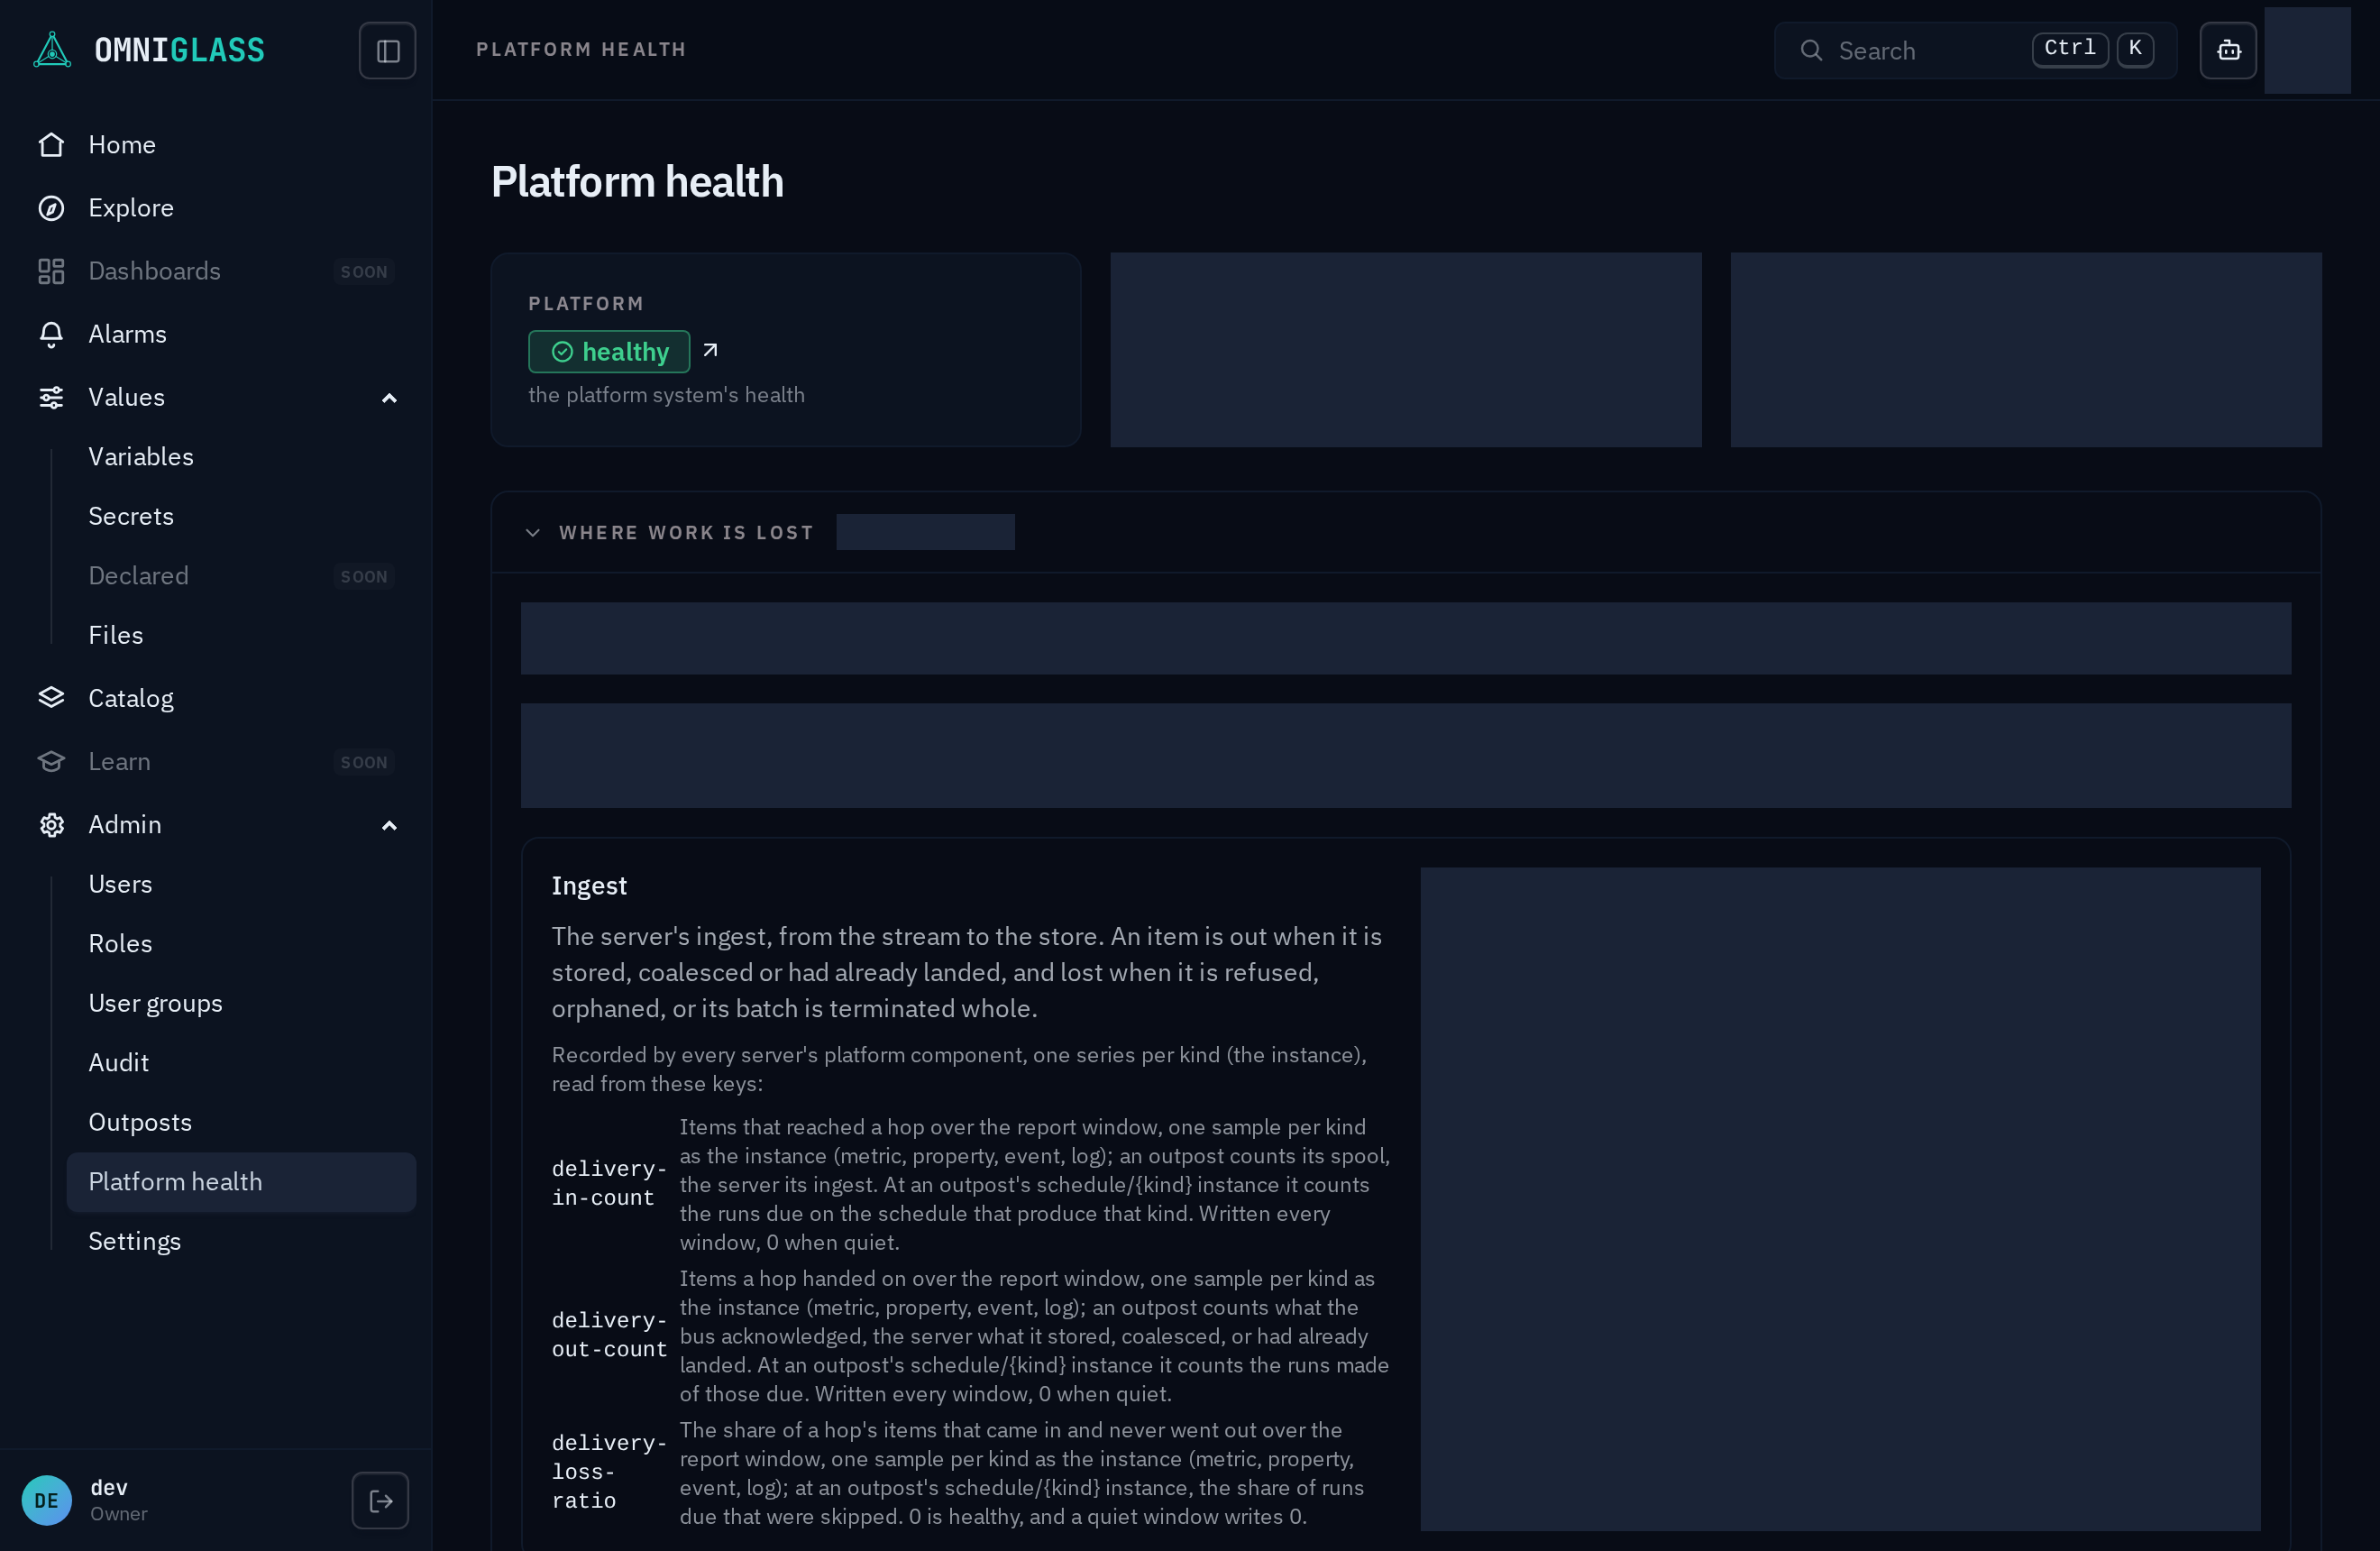 OMNIGLASS
PLATFORM HEALTH
Search
Ctrl
K
Home
Explore
Dashboards
SOON
Alarms
Values
Variables
Secrets
Declared
SOON
Files
Catalog
Learn
SOON
Admin
Users
Roles
User groups
Audit
Outposts
Platform health
Settings
DE
dev
Owner
Platform health
PLATFORM
healthy
the platform system's health
WHERE WORK IS LOST
Ingest
The server's ingest, from the stream to the store. An item is out when it is
stored, coalesced or had already landed, and lost when it is refused,
orphaned, or its batch is terminated whole.
Recorded by every server's platform component, one series per kind (the instance),
read from these keys:
delivery-
in-count
Items that reached a hop over the report window, one sample per kind
as the instance (metric, property, event, log); an outpost counts its spool,
the server its ingest. At an outpost's schedule/{kind} instance it counts
the runs due on the schedule that produce that kind. Written every
window, 0 when quiet.
delivery-
out-count
Items a hop handed on over the report window, one sample per kind as
the instance (metric, property, event, log); an outpost counts what the
bus acknowledged, the server what it stored, coalesced, or had already
landed. At an outpost's schedule/{kind} instance it counts the runs made
of those due. Written every window, 0 when quiet.
delivery-
loss-
ratio
The share of a hop's items that came in and never went out over the
report window, one sample per kind as the instance (metric, property,
event, log); at an outpost's schedule/{kind} instance, the share of runs
due that were skipped. 0 is healthy, and a quiet window writes 0.